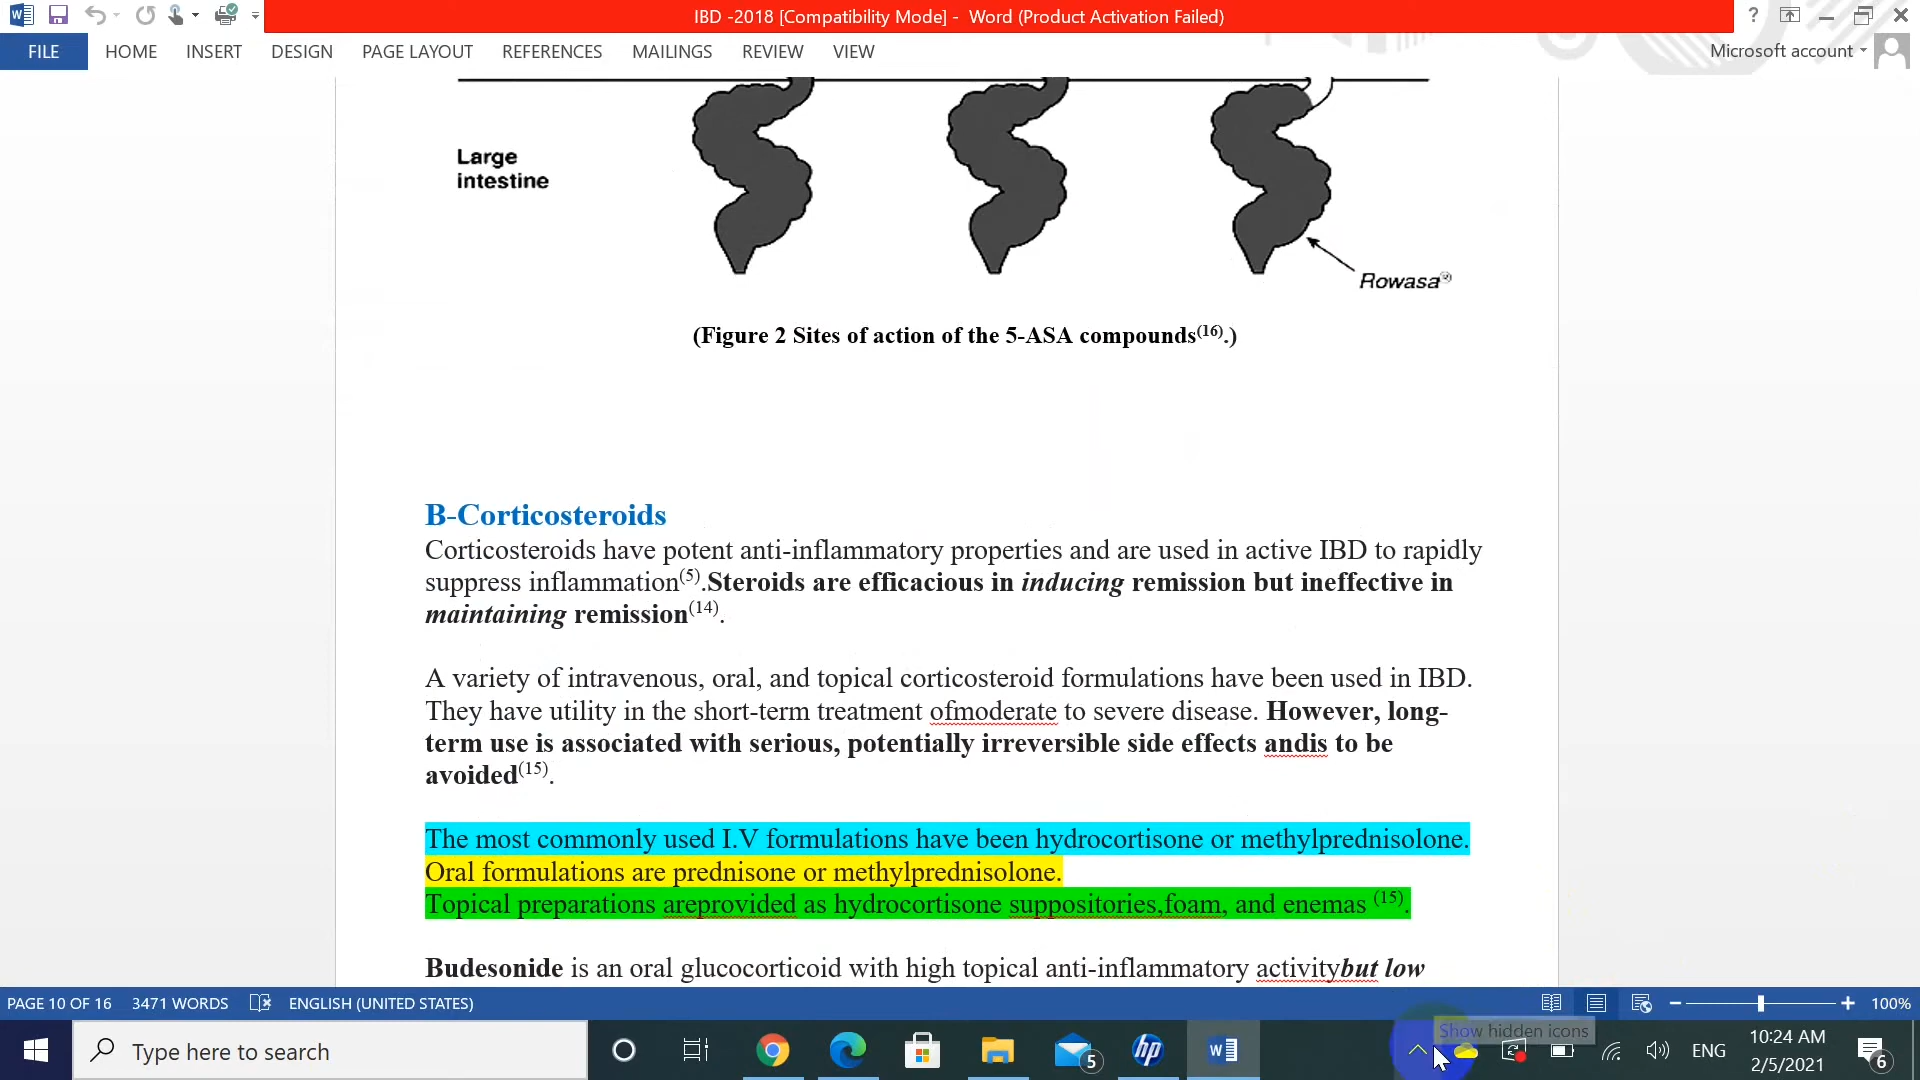 IBD -2018 [Compatibility Mode] - Word (Product Activation Failed)
FILE HOME INSERT DESIGN PAGE LAYOUT REFERENCES MAILINGS REVIEW VIEW Microsoft account
Large
intestine
Rowasa®
(Figure 2 Sites of action of the 5-ASA compounds(16).)
B-Corticosteroids
Corticosteroids have potent anti-inflammatory properties and are used in active IBD to rapidly
suppress inflammation(5).Steroids are efficacious in inducing remission but ineffective in
maintaining remission(14).
A variety of intravenous, oral, and topical corticosteroid formulations have been used in IBD.
They have utility in the short-term treatment ofmoderate to severe disease. However, long-
term use is associated with serious, potentially irreversible side effects andis to be
avoided(15).
The most commonly used I.V formulations have been hydrocortisone or methylprednisolone.
Oral formulations are prednisone or methylprednisolone.
Topical preparations areprovided as hydrocortisone suppositories,foam, and enemas (15).
Budesonide is an oral glucocorticoid with high topical anti-inflammatory activitybut low
PAGE 10 OF 16 3471 WORDS ENGLISH (UNITED STATES) 100%
Show hidden icons
Type here to search 5 hp ENG 10:24 AM 6
2/5/2021